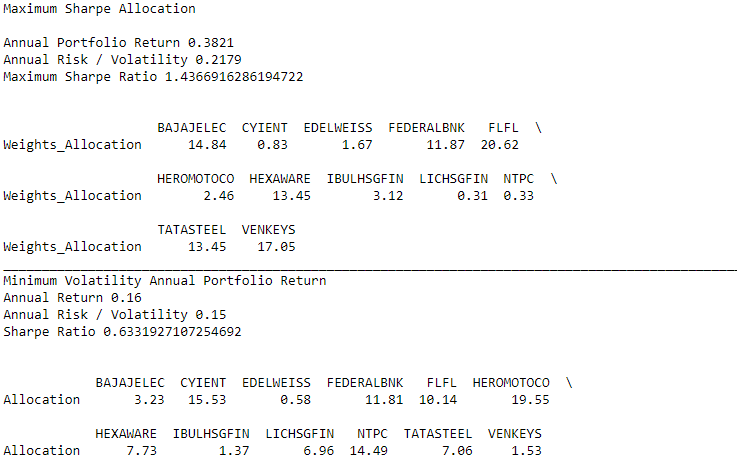 Maximum Sharpe Allocation
Annual Portfolio Return 0.3821
Annual Risk / Volatility 0.2179
Maximum Sharpe Ratio 1.4366916286194722
BAJAJELEC CYIENT EDELWEISS FEDERALBNK FLFL \
Weights_Allocation 14.84 0.83 1.67 11.87 20.62
HEROMOTOCO HEXAWARE IBULHSGFIN LICHSGFIN NTPC \
Weights_Allocation 2.46 13.45 3.12 0.31 0.33
TATASTEEL VENKEYS
Weights_Allocation 13.45 17.05
Minimum Volatility Annual Portfolio Return
Annual Return 0.16
Annual Risk / Volatility 0.15
Sharpe Ratio 0.6331927107254692
BAJAJELEC CYIENT EDELWEISS FEDERALBNK FLFL HEROMOTOCO \
Allocation 3.23 15.53 0.58 11.81 10.14 19.55
HEXAWARE IBULHSGFIN LICHSGFIN NTPC TATASTEEL VENKEYS
Allocation 7.73 1.37 6.96 14.49 7.06 1.53